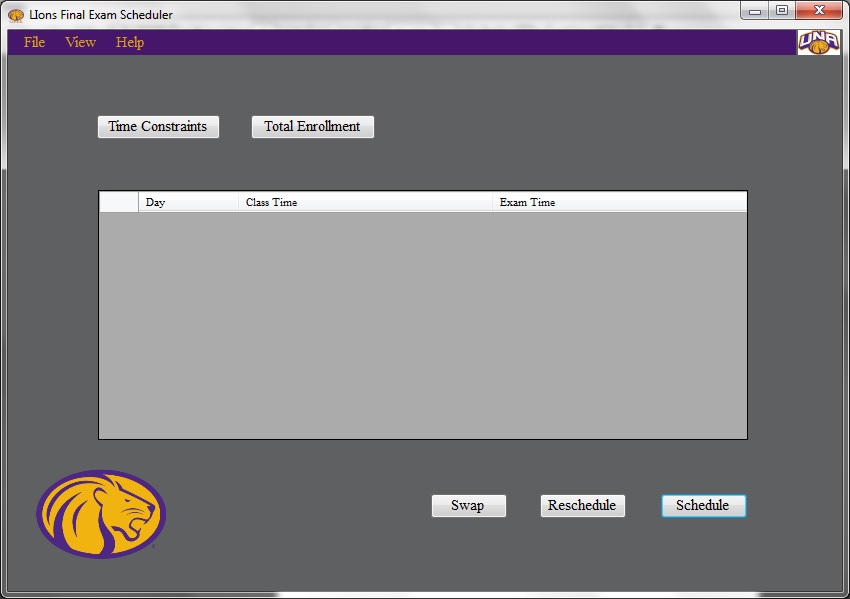 LIons Final Exam Scheduler
File View Help
UNA
Time Constraints Total Enrollment
Day Class Time Exam Time
Swap Reschedule Schedule